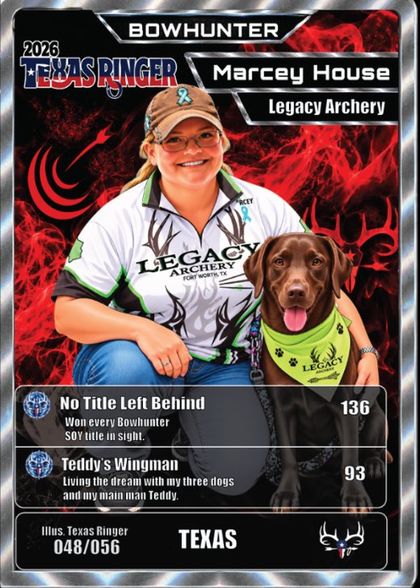 BOWHUNTER
2026
TEXAS RINGER
Marcey House
Legacy Archery
LEGACY
ARCHERY
FORT WORTH, TX
LEGACY
ARCHERY
No Title Left Behind 136
Won every Bowhunter
SOY title in sight.
Teddy's Wingman 93
Living the dream with my three dogs
and my main man Teddy.
Illus. Texas Ringer
048/056
TEXAS